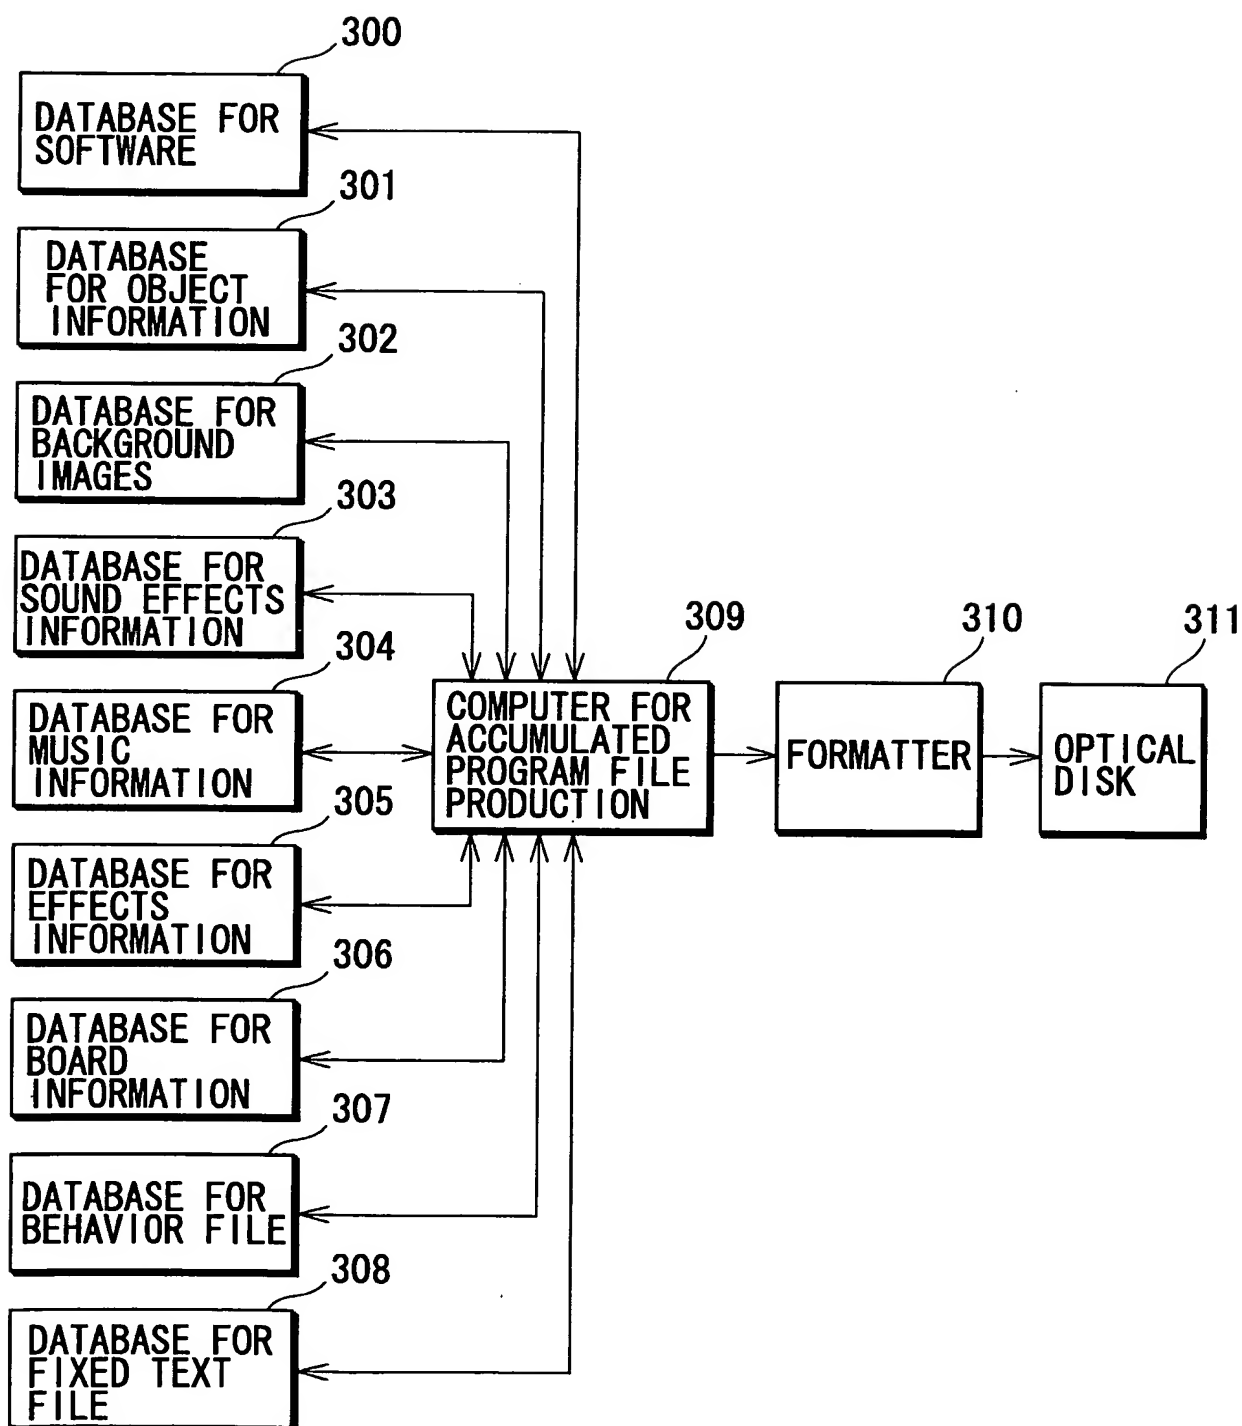 300
DATABASE FOR
SOFTWARE
301
DATABASE
FOR OBJECT
INFORMATION
302
DATABASE FOR
BACKGROUND
IMAGES
303
DATABASE FOR
SOUND EFFECTS
INFORMATION
304
DATABASE FOR
MUSIC
INFORMATION
305
DATABASE FOR
EFFECTS
INFORMATION
306
DATABASE FOR
BOARD
INFORMATION
307
DATABASE FOR
BEHAVIOR FILE
308
DATABASE FOR
FIXED TEXT
FILE
309
COMPUTER FOR
ACCUMULATED
PROGRAM FILE
PRODUCTION
310
FORMATTER
311
OPTICAL
DISK